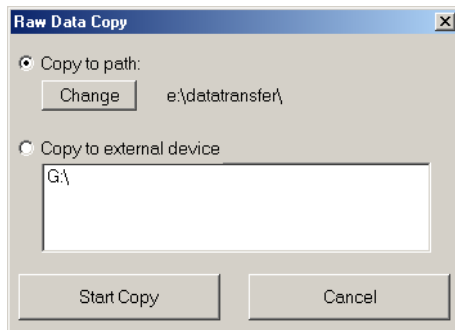 Raw Data Copy
Copy to path:
Change e:\datatransfer\
Copy to external device
G:\
Start Copy Cancel